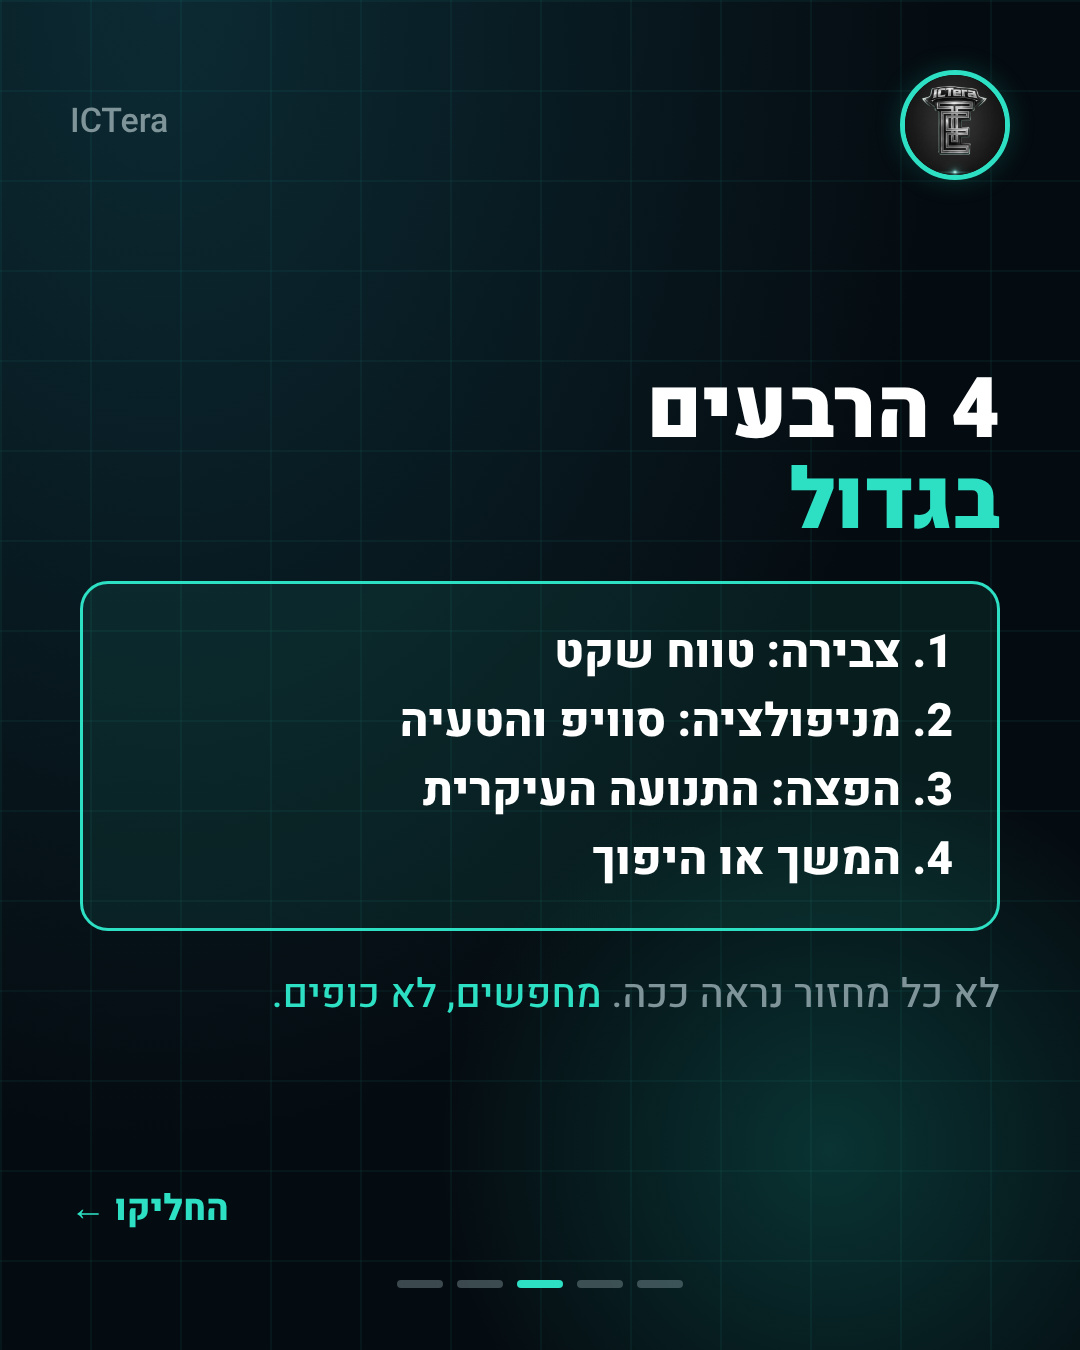 ICTera
ICTera
4 הרבעים
בגדול
1. צבירה: טווח שקט
2. מניפולציה: סוויפ והטעיה
3. הפצה: התנועה העיקרית
4. המשך או היפוך
לא כל מחזור נראה ככה. מחפשים, לא כופים.
החליקו ←